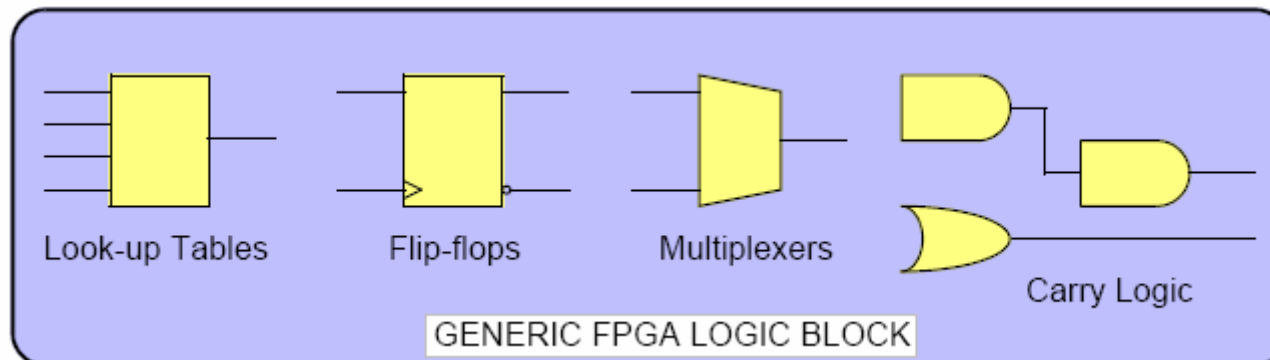 Look-up Tables
Flip-flops
Multiplexers
Carry Logic
GENERIC FPGA LOGIC BLOCK